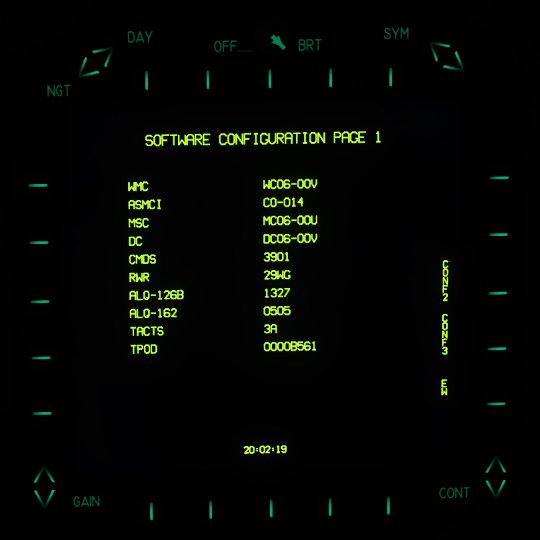 DAY
OFF
BRT
SYM
NGT
SOFTWARE CONFIGURATION PAGE 1
WMC WC06-00V
ASMCI CO-014
MSC MC06-00U
DC DC06-00V
CMDS 3901
RWR 29WG
ALQ-126B 1327
ALQ-162 0505
TACTS 3A
TPOD 0000B561
CONF2
CONF3
EW
20:02:19
GAIN
CONT